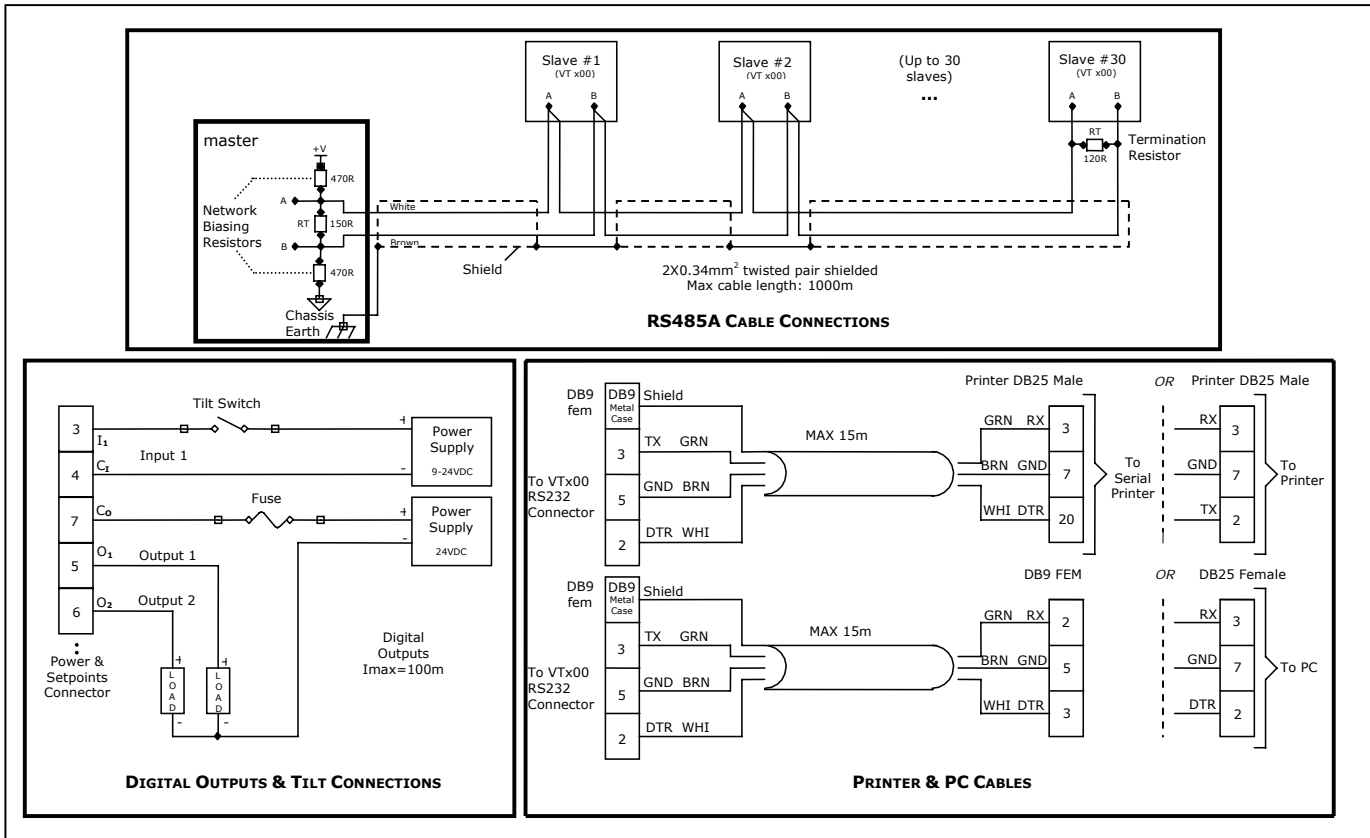 Slave #1
(VT x00)
A B
Slave #2
(VT x00)
A B
(Up to 30
slaves)
...
Slave #30
(VT x00)
A B
RT
120R
Termination
Resistor
master
+V
470R
A
Network
Biasing
Resistors
RT 150R
B
470R
Chassis
Earth
White
Brown
Shield
2X0.34mm² twisted pair shielded
Max cable length: 1000m
RS485A CABLE CONNECTIONS
Tilt Switch
3 I₁
Input 1
4 Cᵢ
+
-
Power
Supply
9-24VDC
Fuse
7 Cₒ
+
-
Power
Supply
24VDC
5 O₁ Output 1
6 O₂ Output 2
Power &
Setpoints
Connector
+ LOAD -
+ LOAD -
Digital
Outputs
Imax=100m
DIGITAL OUTPUTS & TILT CONNECTIONS
DB9
fem
DB9
Metal
Case
Shield
3 TX GRN
5 GND BRN
2 DTR WHI
To VTx00
RS232
Connector
MAX 15m
Printer DB25 Male
GRN RX 3
BRN GND 7
WHI DTR 20
To
Serial
Printer
OR
Printer DB25 Male
RX 3
GND 7
TX 2
To
Printer
DB9
fem
DB9
Metal
Case
Shield
3 TX GRN
5 GND BRN
2 DTR WHI
To VTx00
RS232
Connector
MAX 15m
DB9 FEM
GRN RX 2
BRN GND 5
WHI DTR 3
OR
DB25 Female
RX 3
GND 7
DTR 2
To PC
PRINTER & PC CABLES